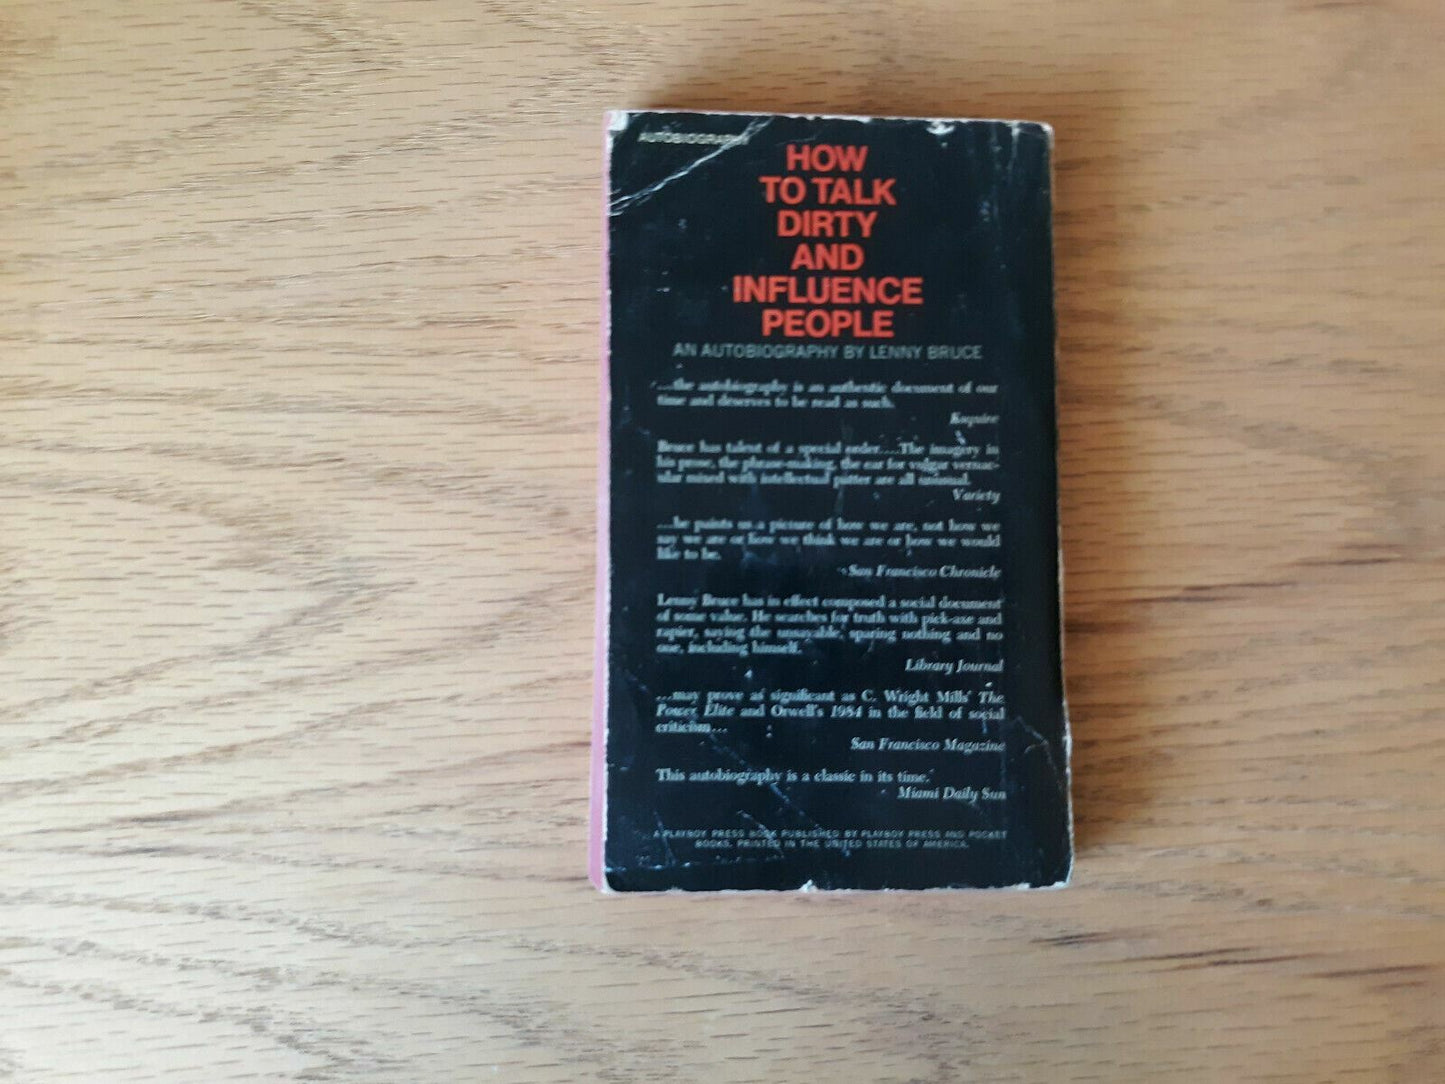 AUTOBIOGRAPHY
HOW
TO TALK
DIRTY
AND
INFLUENCE
PEOPLE
AN AUTOBIOGRAPHY BY LENNY BRUCE
...the autobiography is an authentic document of our
time and deserves to be read as such.
Esquire
Bruce has talent of a special order....The imagery in
his prose, the phrase-making, the ear for vulgar vernac-
ular mixed with intellectual patter are all unusual.
Variety
...he paints us a picture of how we are, not how we
say we are or how we think we are or how we would
like to be.
San Francisco Chronicle
Lenny Bruce has in effect composed a social document
of some value. He searches for truth with pick-axe and
rapier, saying the unsayable, sparing nothing and no
one, including himself.
Library Journal
...may prove as significant as C. Wright Mills' The
Power Elite and Orwell's 1984 in the field of social
criticism...
San Francisco Magazine
This autobiography is a classic in its time.
Miami Daily Sun
A PLAYBOY PRESS BOOK PUBLISHED BY PLAYBOY PRESS AND POCKET
BOOKS. PRINTED IN THE UNITED STATES OF AMERICA.